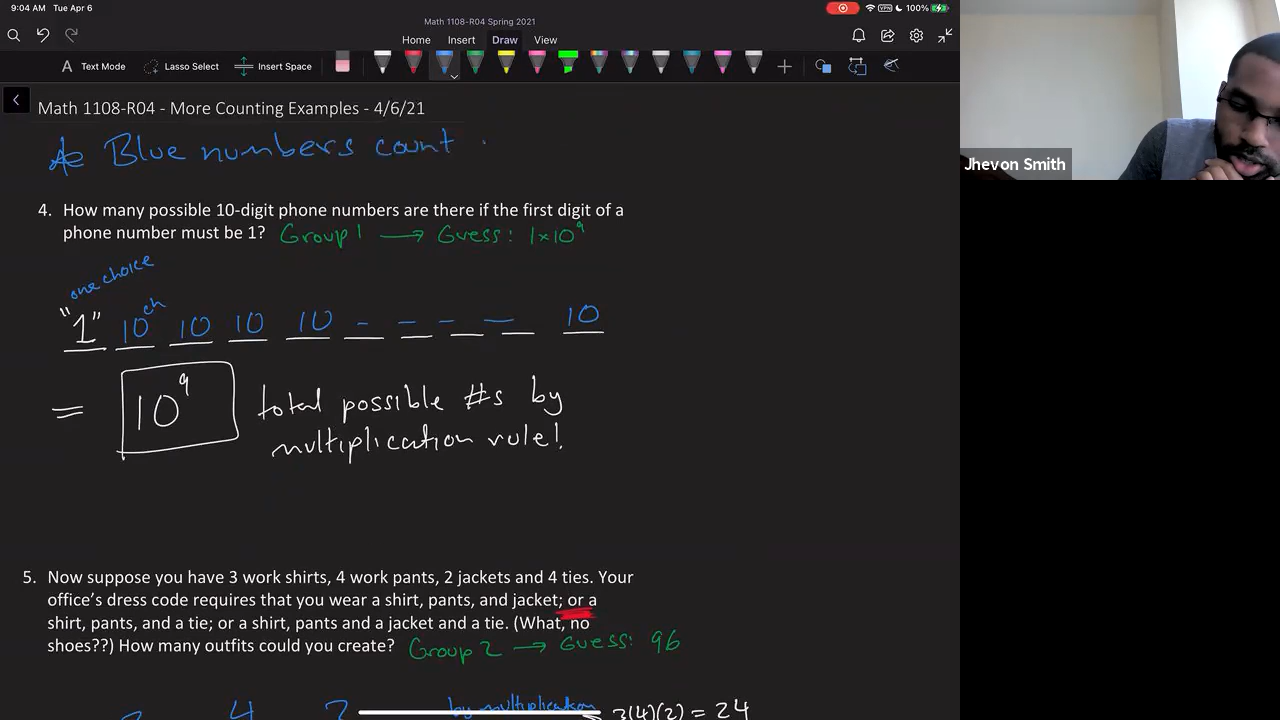 9:04 AM Tue Apr 6
100%
Math 1108-R04 Spring 2021
Home Insert Draw View
Text Mode Lasso Select Insert Space
Math 1108-R04 - More Counting Examples - 4/6/21
Blue numbers count
4. How many possible 10-digit phone numbers are there if the first digit of a
phone number must be 1? Group 1 → Guess: 1×10⁹
"one choice
"1" 10 ch 10 10 10 - - - - 10
= 10⁹ total possible #s by
multiplication rule!
5. Now suppose you have 3 work shirts, 4 work pants, 2 jackets and 4 ties. Your
office's dress code requires that you wear a shirt, pants, and jacket; or a
shirt, pants, and a tie; or a shirt, pants and a jacket and a tie. (What, no
shoes??) How many outfits could you create? Group 2 → Guess: 96
4 2 by multiplication 3(4)(2) = 24
Jhevon Smith